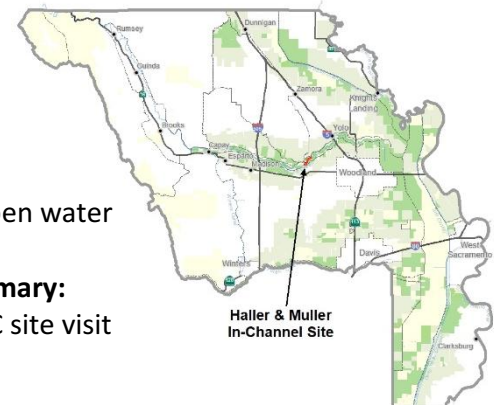 Rumsey
Dunnigan
Guinda
Zamora
Knights
Landing
Brooks
Capay
Esparto
Madison
Yolo
Woodland
pen water
mary:
C site visit
Winters
Davis
West
Sacramento
Haller & Muller
In-Channel Site
Clarksburg